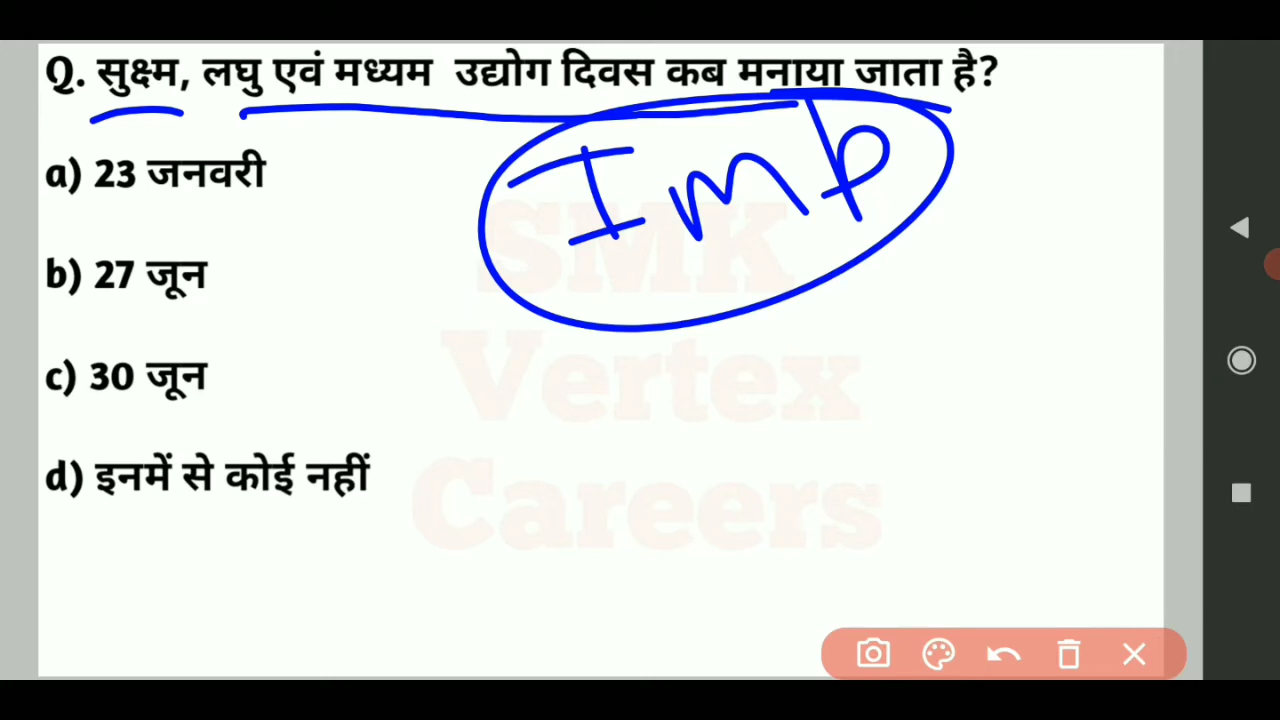 Q. सुक्ष्म, लघु एवं मध्यम उद्योग दिवस कब मनाया जाता है?
Imp
a) 23 जनवरी
b) 27 जून
c) 30 जून
d) इनमें से कोई नहीं
SMK
Vertex
Careers